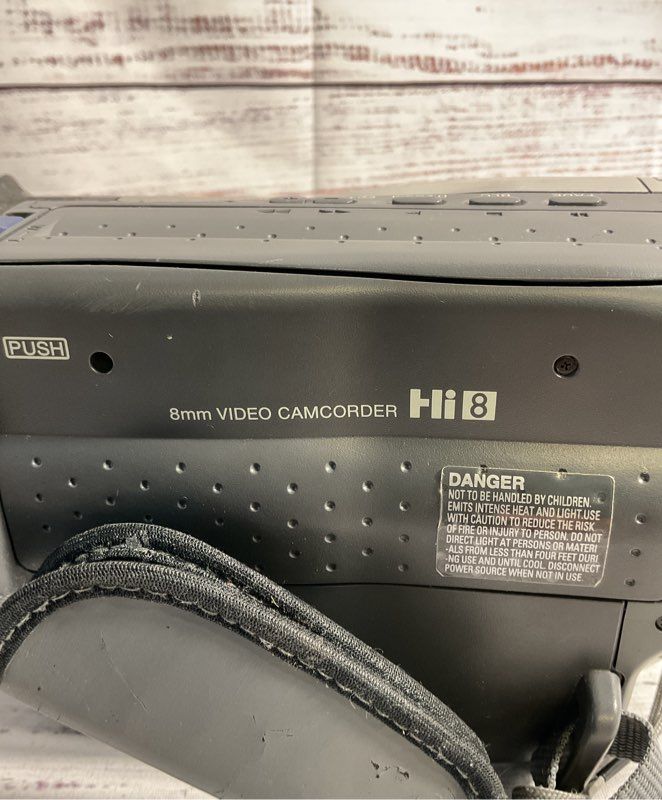 PUSH
8mm VIDEO CAMCORDER Hi8
DANGER
NOT TO BE HANDLED BY CHILDREN.
EMITS INTENSE HEAT AND LIGHT.USE
WITH CAUTION TO REDUCE THE RISK
OF FIRE OR INJURY TO PERSON. DO NOT
DIRECT LIGHT AT PERSONS OR MATERI
-ALS FROM LESS THAN FOUR FEET DURI
-NG USE AND UNTIL COOL. DISCONNECT
POWER SOURCE WHEN NOT IN USE.